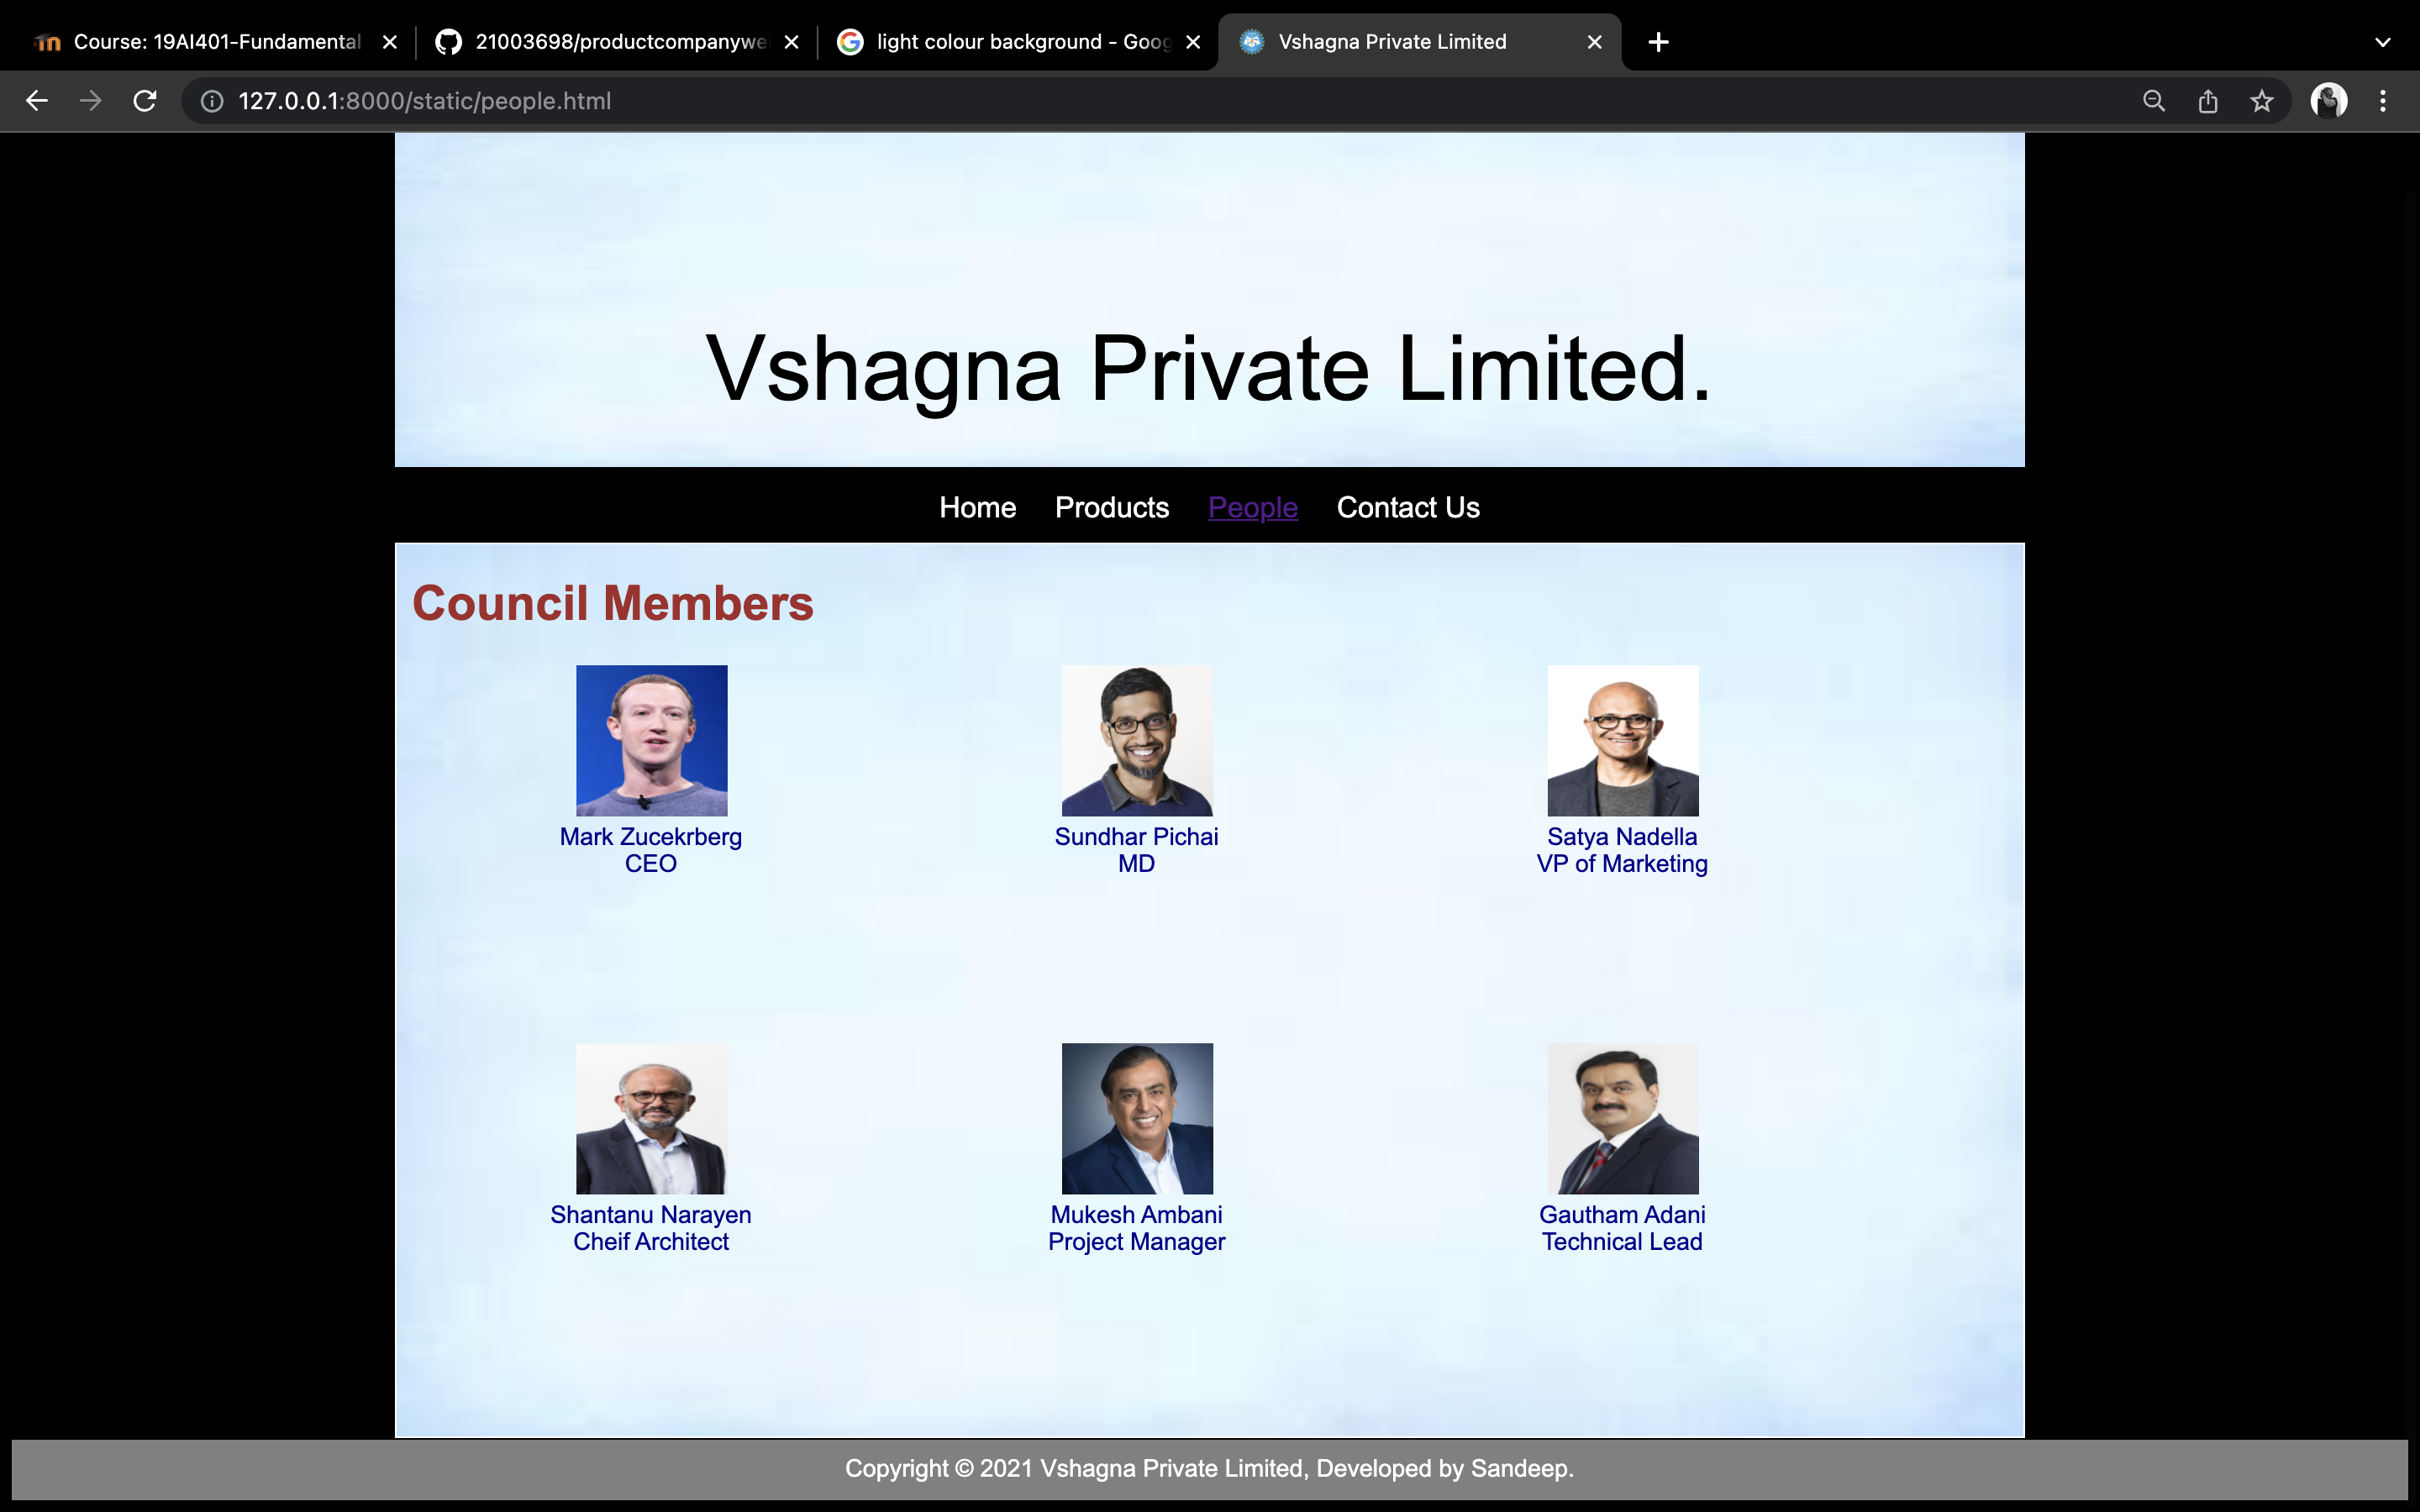 Course: 19AI401-Fundamental
21003698/productcompanywe
light colour background - Goog
Vshagna Private Limited
127.0.0.1:8000/static/people.html
Vshagna Private Limited.
Home Products People Contact Us
Council Members
Mark Zucekrberg
CEO
Sundhar Pichai
MD
Satya Nadella
VP of Marketing
Shantanu Narayen
Cheif Architect
Mukesh Ambani
Project Manager
Gautham Adani
Technical Lead
Copyright © 2021 Vshagna Private Limited, Developed by Sandeep.